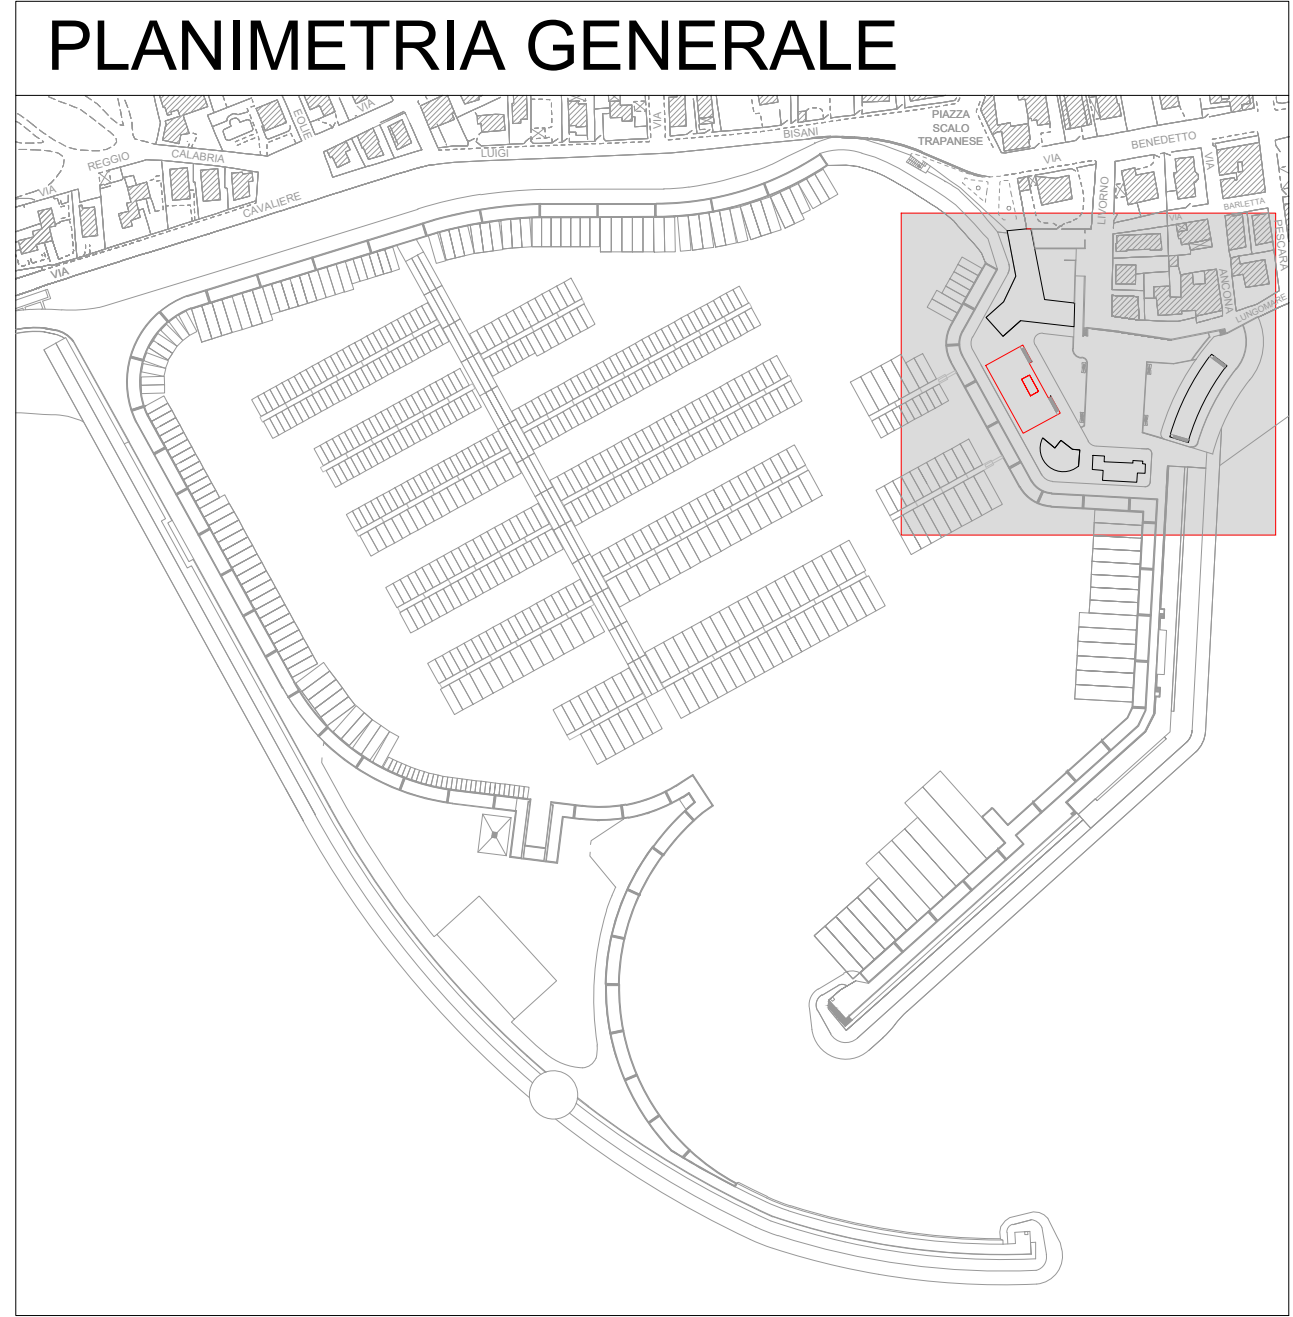 PLANIMETRIA GENERALE
EOLIE
VIA
VIA
BISANI
PIAZZA
SCALO
TRAPANESE
BENEDETTO
VIA
VIA
LUIGI
CALABRIA
REGGIO
VIA
CAVALIERE
VIA
LIVORNO
VIA
BARLETTA
PESCARA
ANCONA
LUNGOMARE